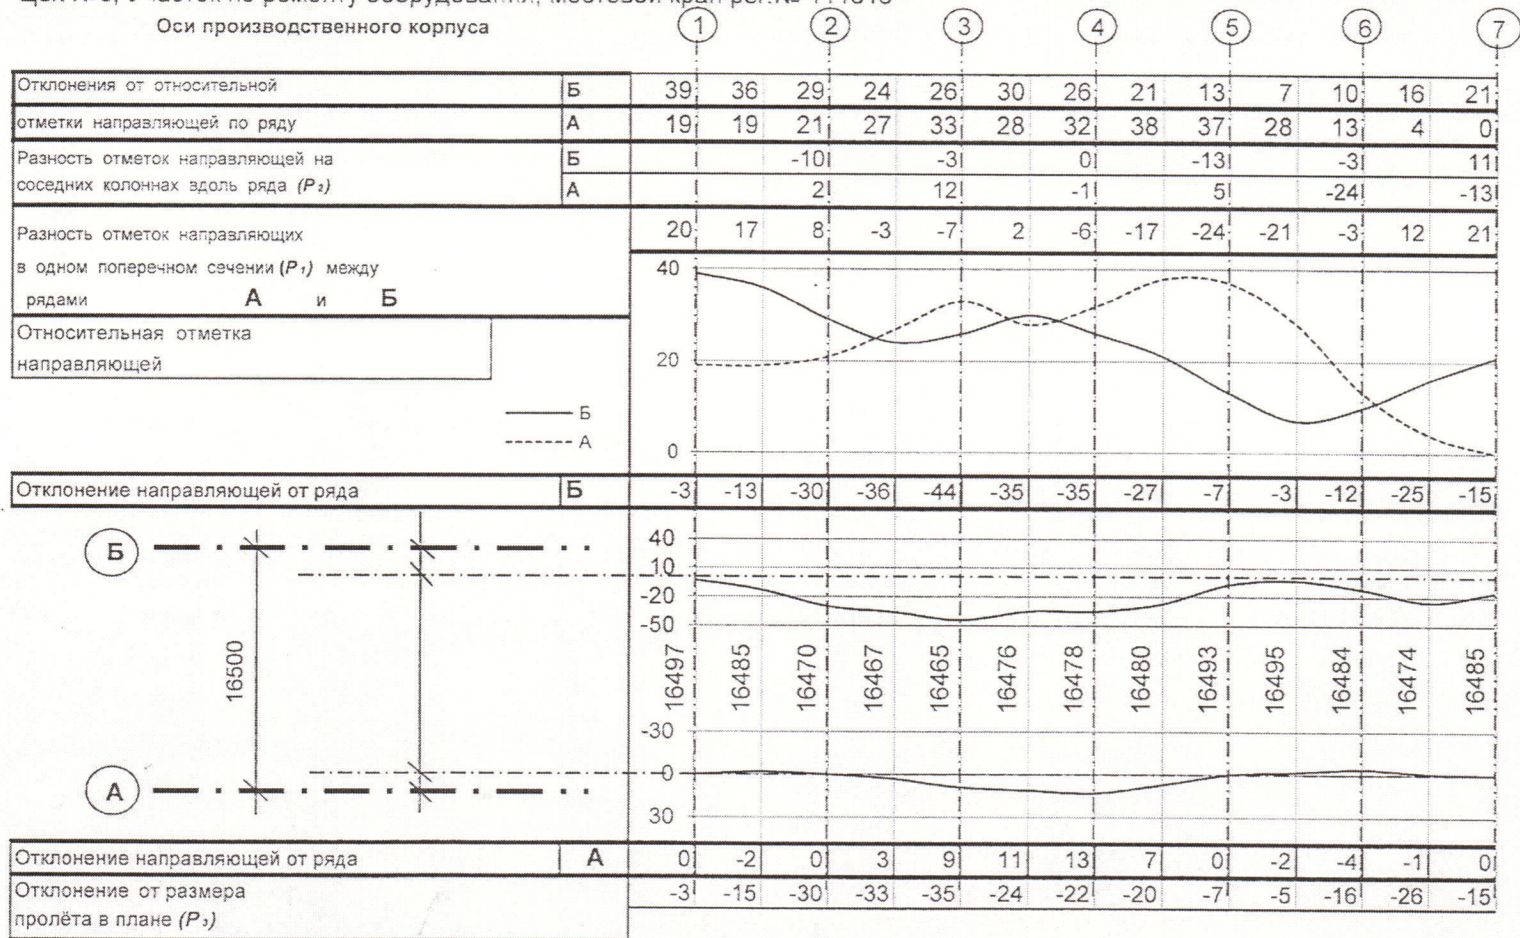 Оси производственного корпуса
1 2 3 4 5 6 7
Отклонения от относительной Б 39 36 29 24 26 30 26 21 13 7 10 16 21
отметки направляющей по ряду А 19 19 21 27 33 28 32 38 37 28 13 4 0
Разность отметок направляющей на Б -10 -3 0 -13 -3 11
соседних колоннах вдоль ряда (Р₂) А 2 12 -1 5 -24 -13
Разность отметок направляющих 20 17 8 -3 -7 2 -6 -17 -24 -21 -3 12 21
в одном поперечном сечении (Р₁) между
рядами А и Б
40
Относительная отметка
направляющей
20
Б
А
0
Отклонение направляющей от ряда Б -3 -13 -30 -36 -44 -35 -35 -27 -7 -3 -12 -25 -15
Б
40
10
-20
-50
16500
16497 16485 16470 16467 16465 16476 16478 16480 16493 16495 16484 16474 16485
-30
А
0
30
Отклонение направляющей от ряда А 0 -2 0 3 9 11 13 7 0 -2 -4 -1 0
Отклонение от размера -3 -15 -30 -33 -35 -24 -22 -20 -7 -5 -16 -26 -15
пролёта в плане (Р₃)